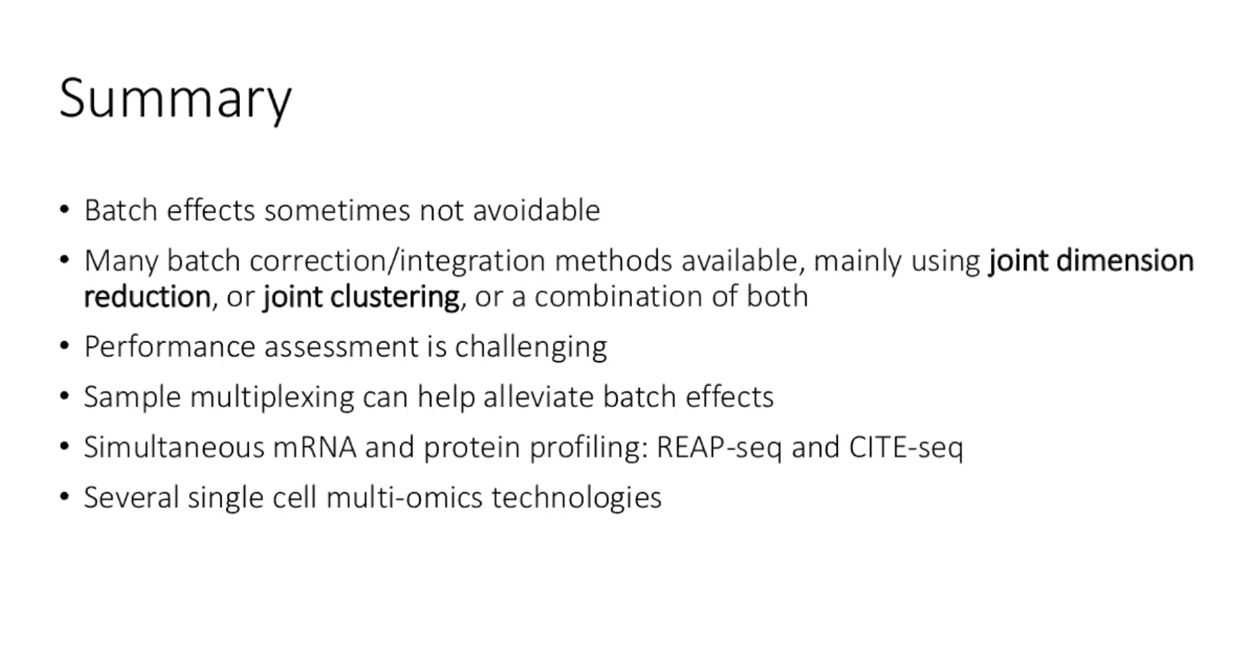 Summary
• Batch effects sometimes not avoidable
• Many batch correction/integration methods available, mainly using joint dimension
reduction, or joint clustering, or a combination of both
• Performance assessment is challenging
• Sample multiplexing can help alleviate batch effects
• Simultaneous mRNA and protein profiling: REAP-seq and CITE-seq
• Several single cell multi-omics technologies